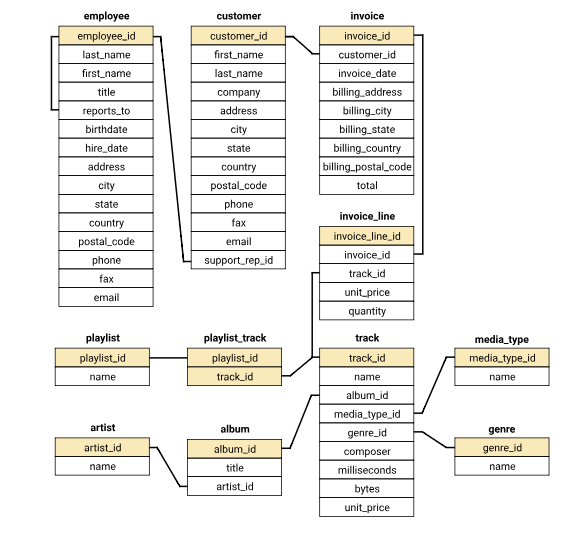 employee
employee_id
last_name
first_name
title
reports_to
birthdate
hire_date
address
city
state
country
postal_code
phone
fax
email
customer
customer_id
first_name
last_name
company
address
city
state
country
postal_code
phone
fax
email
support_rep_id
invoice
invoice_id
customer_id
invoice_date
billing_address
billing_city
billing_state
billing_country
billing_postal_code
total
invoice_line
invoice_line_id
invoice_id
track_id
unit_price
quantity
playlist
playlist_id
name
playlist_track
playlist_id
track_id
track
track_id
name
album_id
media_type_id
genre_id
composer
milliseconds
bytes
unit_price
media_type
media_type_id
name
artist
artist_id
name
album
album_id
title
artist_id
genre
genre_id
name